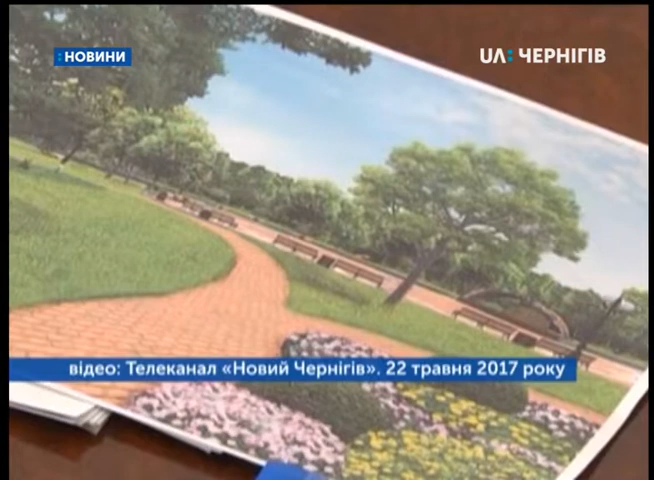 :НОВИНИ
UA: ЧЕРНІГІВ
відео: Телеканал «Новий Чернігів». 22 травня 2017 року